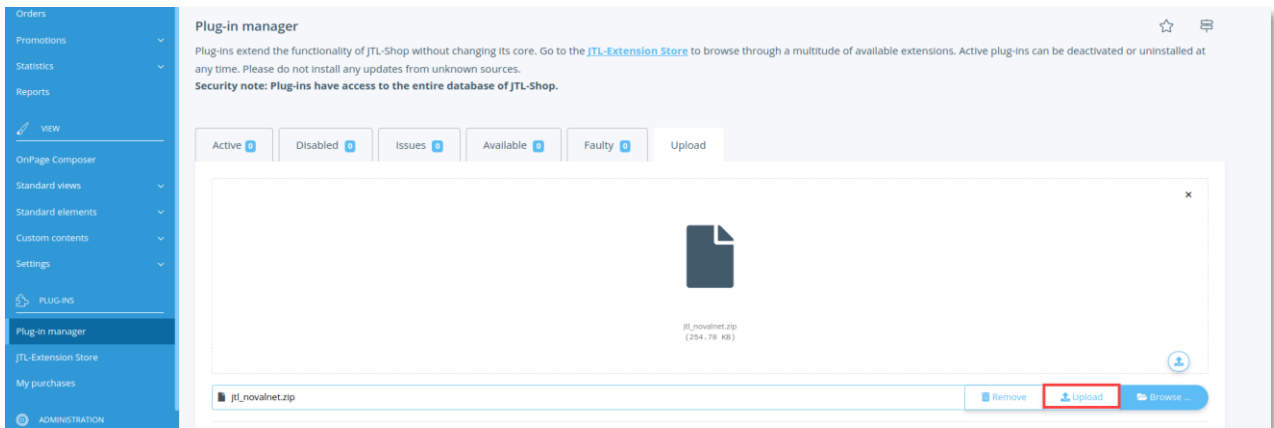 Orders
Promotions
Statistics
Reports
VIEW
OnPage Composer
Standard views
Standard elements
Custom contents
Settings
PLUG-INS
Plug-in manager
JTL-Extension Store
My purchases
ADMINISTRATION
Plug-in manager
Plug-ins extend the functionality of JTL-Shop without changing its core. Go to the JTL-Extension Store to browse through a multitude of available extensions. Active plug-ins can be deactivated or uninstalled at
any time. Please do not install any updates from unknown sources.
Security note: Plug-ins have access to the entire database of JTL-Shop.
Active 0 Disabled 0 Issues 0 Available 0 Faulty 0 Upload
jtl_novalnet.zip
(254.78 KB)
jtl_novalnet.zip Remove Upload Browse ...